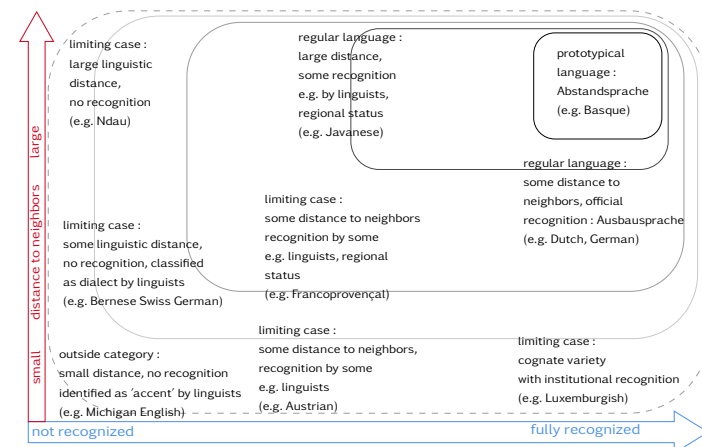 limiting case :
large linguistic
distance,
no recognition
(e.g. Ndau)
regular language :
large distance,
some recognition
e.g. by linguists,
regional status
(e.g. Javanese)
prototypical
language :
Abstandsprache
(e.g. Basque)
regular language :
some distance to
neighbors, official
recognition : Ausbausprache
(e.g. Dutch, German)
limiting case :
some linguistic distance,
no recognition, classified
as dialect by linguists
(e.g. Bernese Swiss German)
limiting case :
some distance to neighbors
recognition by some
e.g. linguists, regional
status
(e.g. Francoprovençal)
outside category :
small distance, no recognition
identified as ‘accent’ by linguists
(e.g. Michigan English)
limiting case :
some distance to neighbors,
recognition by some
e.g. linguists
(e.g. Austrian)
limiting case :
cognate variety
with institutional recognition
(e.g. Luxemburgish)
small distance to neighbors large
not recognized fully recognized